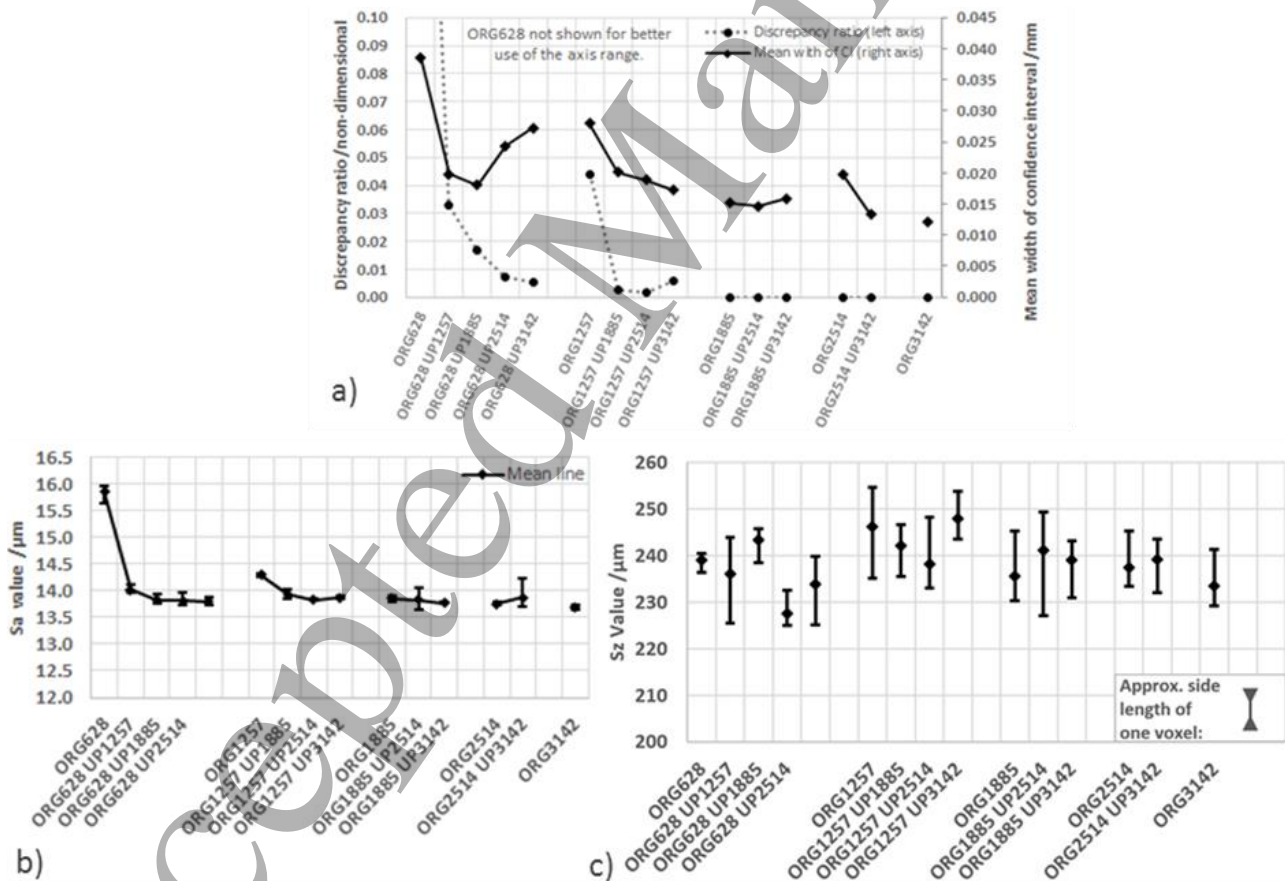 0.10
0.09
0.08
0.07
0.06
0.05
0.04
0.03
0.02
0.01
0.00
Discrepancy ratio /non-dimensional
ORG628 not shown for better
use of the axis range.
Discrepancy ratio (left axis)
Mean with of CI (right axis)
0.045
0.040
0.035
0.030
0.025
0.020
0.015
0.010
0.005
0.000
Mean width of confidence interval /mm
ORG628
ORG628 UP1257
ORG628 UP1885
ORG628 UP2514
ORG628 UP3142
ORG1257
ORG1257 UP1885
ORG1257 UP2514
ORG1257 UP3142
ORG1885
ORG1885 UP2514
ORG1885 UP3142
ORG2514
ORG2514 UP3142
ORG3142
a)
16.5
16.0
15.5
15.0
14.5
14.0
13.5
13.0
12.5
12.0
Sa value /µm
Mean line
ORG628
ORG628 UP1257
ORG628 UP1885
ORG628 UP2514
ORG1257
ORG1257 UP1885
ORG1257 UP2514
ORG1257 UP3142
ORG1885
ORG1885 UP2514
ORG1885 UP3142
ORG2514
ORG2514 UP3142
ORG3142
b)
260
250
240
230
220
210
200
Sz Value /µm
Approx. side
length of
one voxel:
ORG628
ORG628 UP1257
ORG628 UP1885
ORG628 UP2514
ORG1257
ORG1257 UP1885
ORG1257 UP2514
ORG1257 UP3142
ORG1885
ORG1885 UP2514
ORG1885 UP3142
ORG2514
ORG2514 UP3142
ORG3142
c)
cepted Man